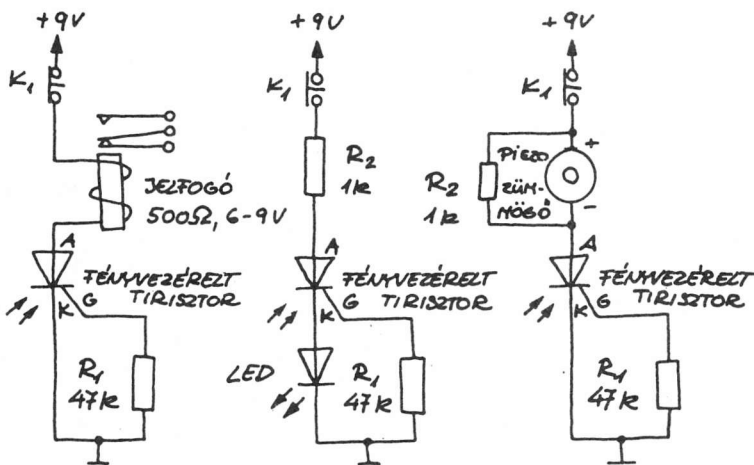 +9V
K1
JELFOGÓ
500Ω, 6-9V
A
FÉNYVEZÉRELT
TIRISZTOR
K
G
R1
47k
+9V
K1
R2
1k
A
FÉNYVEZÉRELT
TIRISZTOR
G
K
LED
R1
47k
+9V
K1
+
PIEZO
ZÜM-
MÖGŐ
-
R2
1k
A
FÉNYVEZÉRELT
TIRISZTOR
K
G
R1
47k